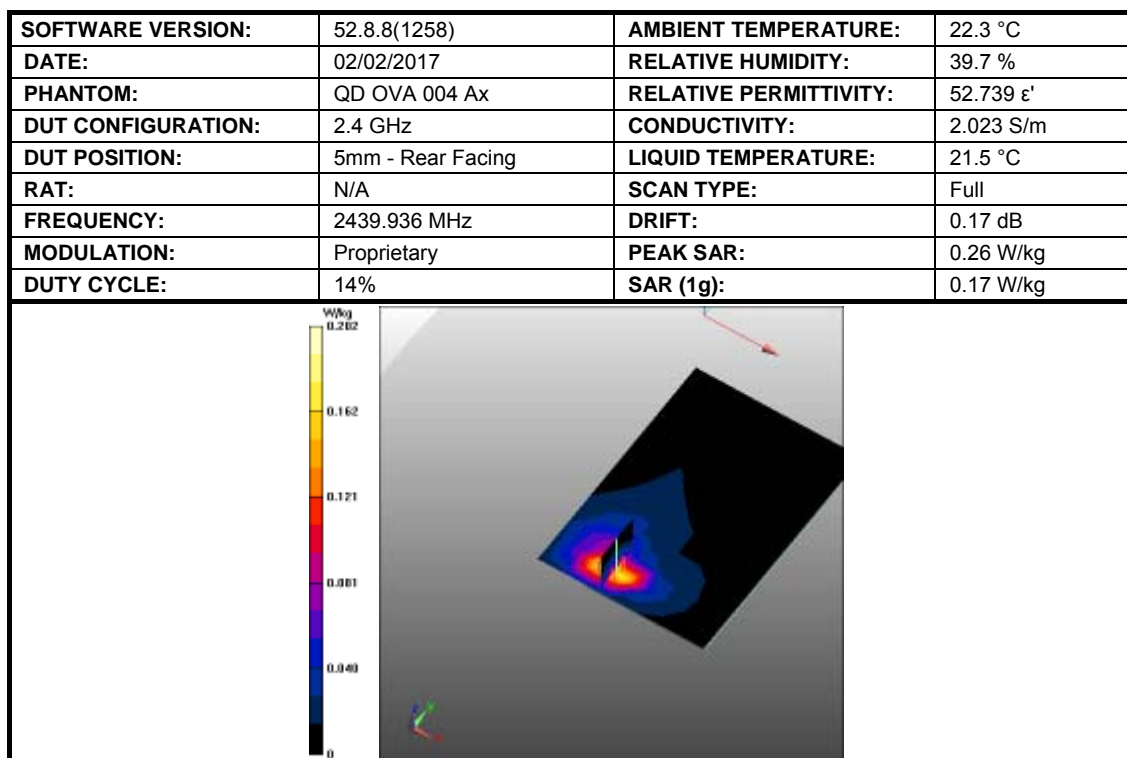 SOFTWARE VERSION: 52.8.8(1258) AMBIENT TEMPERATURE: 22.3 °C
DATE: 02/02/2017 RELATIVE HUMIDITY: 39.7 %
PHANTOM: QD OVA 004 Ax RELATIVE PERMITTIVITY: 52.739 ε'
DUT CONFIGURATION: 2.4 GHz CONDUCTIVITY: 2.023 S/m
DUT POSITION: 5mm - Rear Facing LIQUID TEMPERATURE: 21.5 °C
RAT: N/A SCAN TYPE: Full
FREQUENCY: 2439.936 MHz DRIFT: 0.17 dB
MODULATION: Proprietary PEAK SAR: 0.26 W/kg
DUTY CYCLE: 14% SAR (1g): 0.17 W/kg
W/kg
0.202
0.162
0.121
0.081
0.040
0